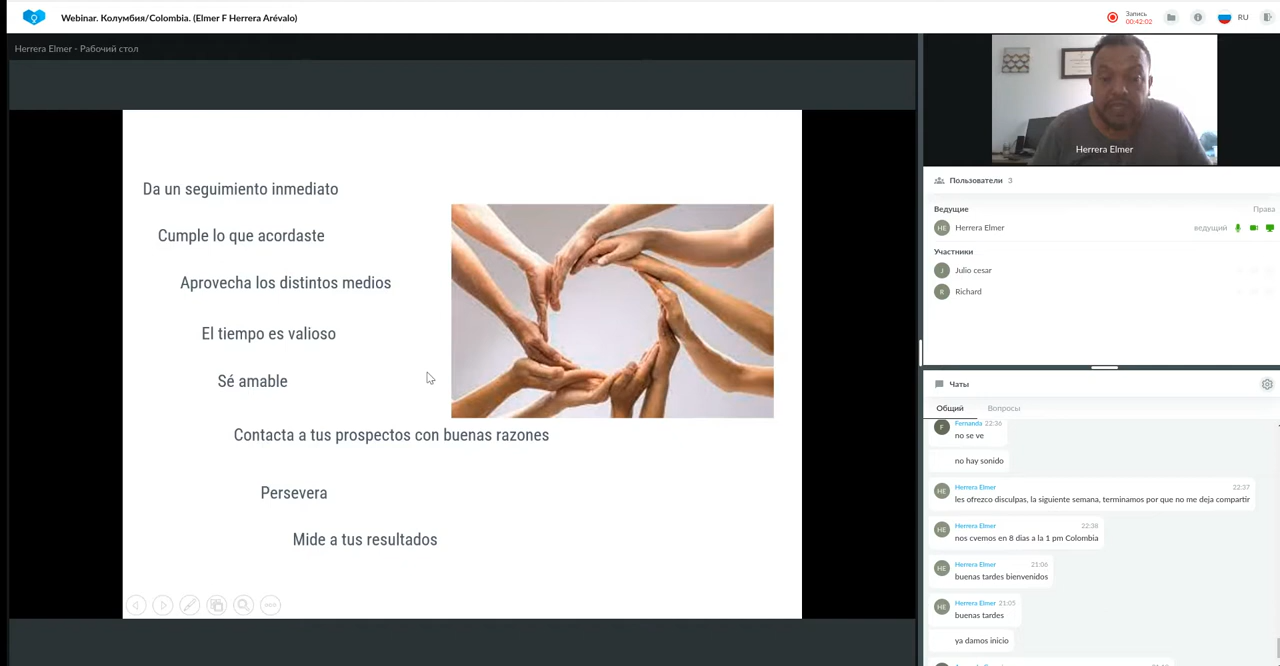 Webinar. Колумбия/Colombia. (Elmer F Herrera Arévalo)
Запись
00:42:02
RU
Herrera Elmer - Рабочий стол
Da un seguimiento inmediato
Cumple lo que acordaste
Aprovecha los distintos medios
El tiempo es valioso
Sé amable
Contacta a tus prospectos con buenas razones
Persevera
Mide a tus resultados
Herrera Elmer
Пользователи 3
Ведущие Права
HE Herrera Elmer ведущий
Участники
J Julio cesar
R Richard
Чаты
Общий Вопросы
F Fernanda 22:36
no se ve
no hay sonido
HE Herrera Elmer 22:37
les ofrezco disculpas, la siguiente semana, terminamos por que no me deja compartir
HE Herrera Elmer 22:38
nos cvemos en 8 dias a la 1 pm Colombia
HE Herrera Elmer 21:06
buenas tardes bienvenidos
HE Herrera Elmer 21:05
buenas tardes
ya damos inicio